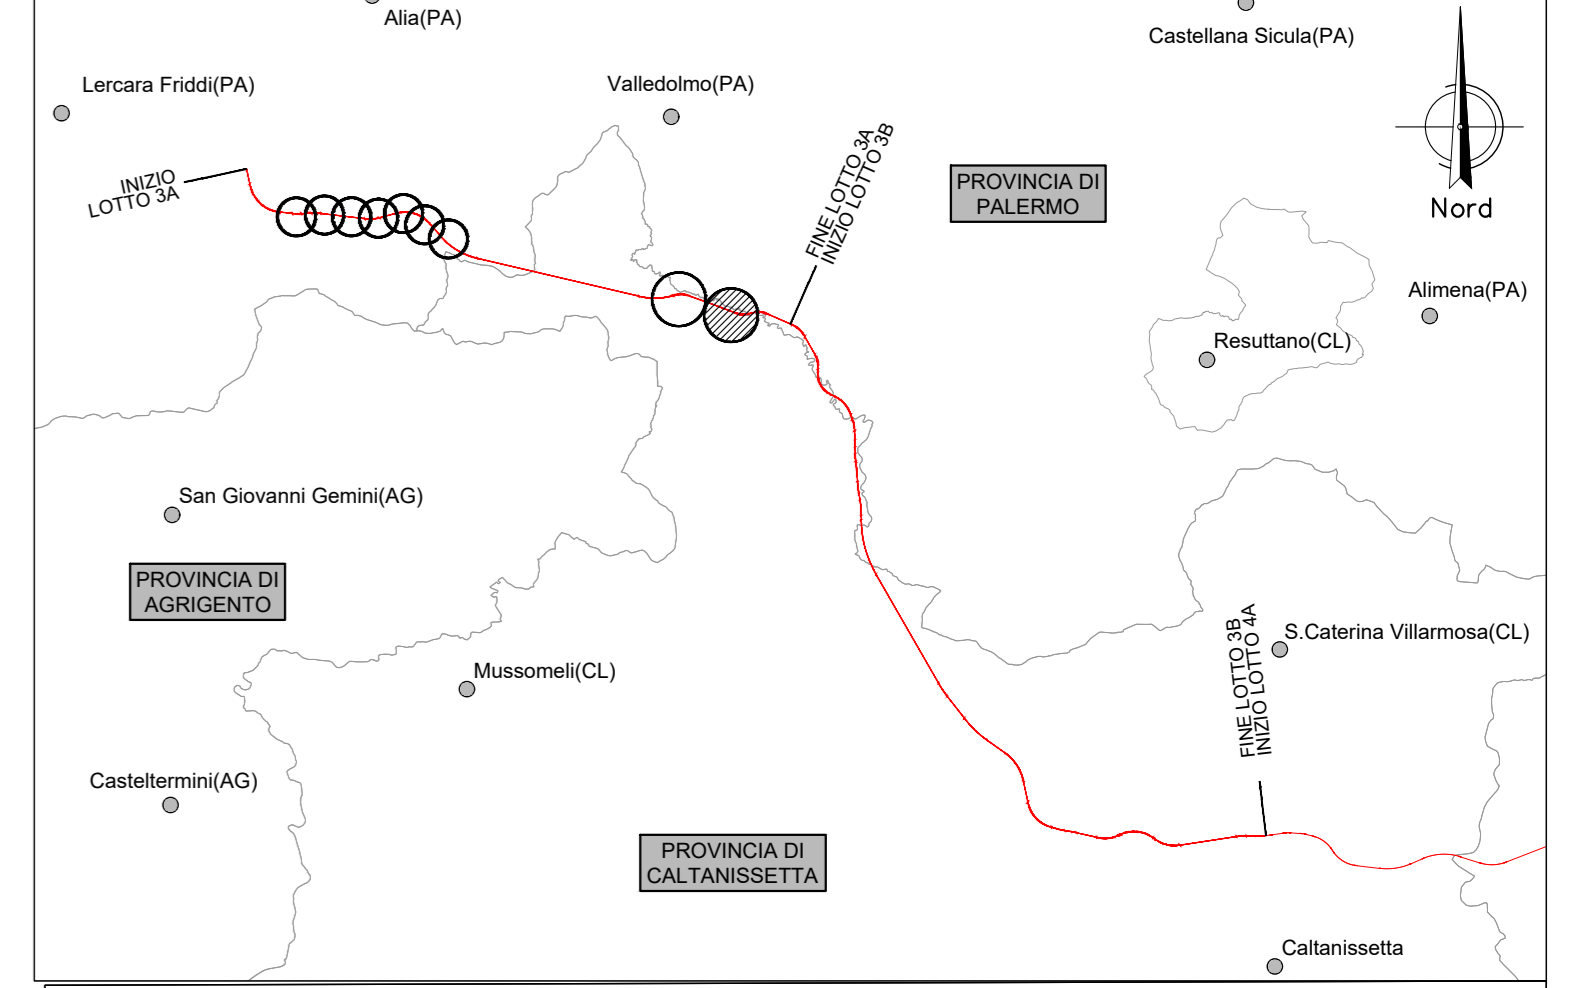 Alia(PA)
Castellana Sicula(PA)
Lercara Friddi(PA)
Valledolmo(PA)
INIZIO
LOTTO 3A
FINE LOTTO 3A
INIZIO LOTTO 3B
PROVINCIA DI
PALERMO
Nord
Alimena(PA)
Resuttano(CL)
San Giovanni Gemini(AG)
PROVINCIA DI
AGRIGENTO
FINE LOTTO 3B
INIZIO LOTTO 4A
S.Caterina Villarmosa(CL)
Mussomeli(CL)
Casteltermini(AG)
PROVINCIA DI
CALTANISSETTA
Caltanissetta